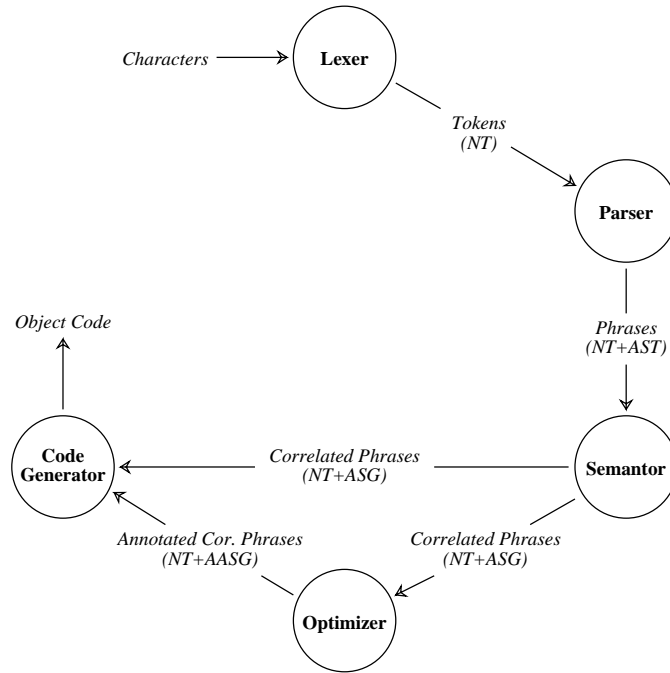 Characters
Lexer
Tokens
(NT)
Parser
Phrases
(NT+AST)
Object Code
Code
Generator
Correlated Phrases
(NT+ASG)
Semantor
Annotated Cor. Phrases
(NT+AASG)
Correlated Phrases
(NT+ASG)
Optimizer